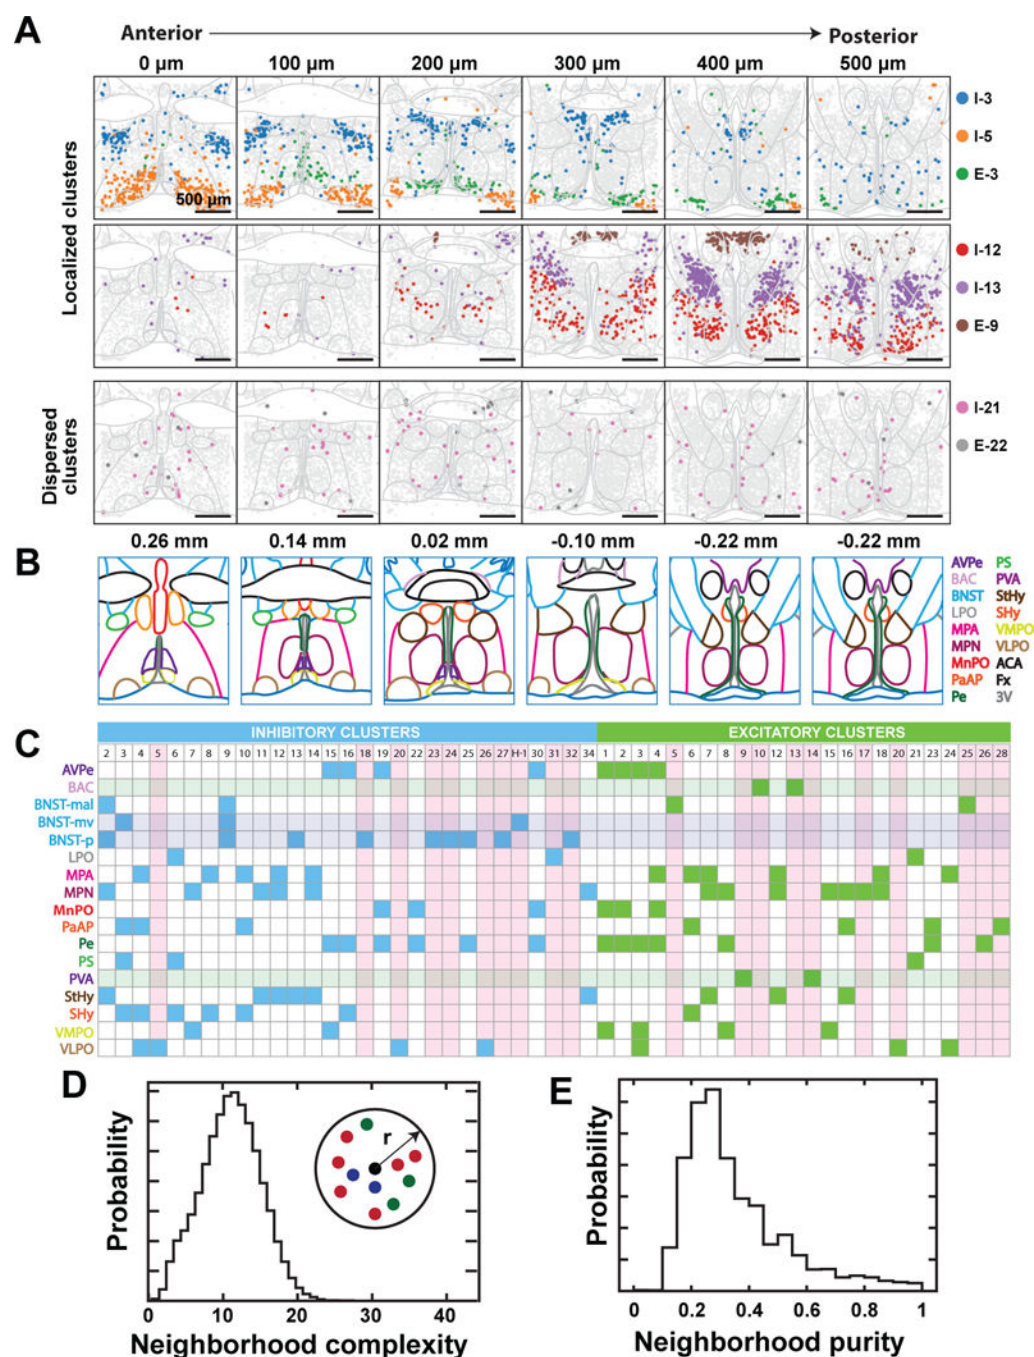 A
Anterior
Posterior
0 µm 100 µm 200 µm 300 µm 400 µm 500 µm
Localized clusters
500 µm
I-3
I-5
E-3
I-12
I-13
E-9
Dispersed clusters
I-21
E-22
B
0.26 mm 0.14 mm 0.02 mm -0.10 mm -0.22 mm -0.22 mm
AVPe PS
BAC PVA
BNST StHy
LPO SHy
MPA VMPO
MPN VLPO
MnPO ACA
PaAP Fx
Pe 3V
C
INHIBITORY CLUSTERS EXCITATORY CLUSTERS
2 3 4 5 6 7 8 9 10 11 12 13 14 15 16 18 19 20 22 23 24 25 26 27 H-1 30 31 32 34 1 2 3 4 5 6 7 8 9 10 12 13 14 15 16 17 18 20 21 23 24 26 28
AVPe
BAC
BNST-mal
BNST-mv
BNST-p
LPO
MPA
MPN
MnPO
PaAP
Pe
PS
PVA
StHy
SHy
VMPO
VLPO
D
Probability
r
0 10 20 30 40
Neighborhood complexity
E
Probability
0 0.2 0.4 0.6 0.8 1
Neighborhood purity